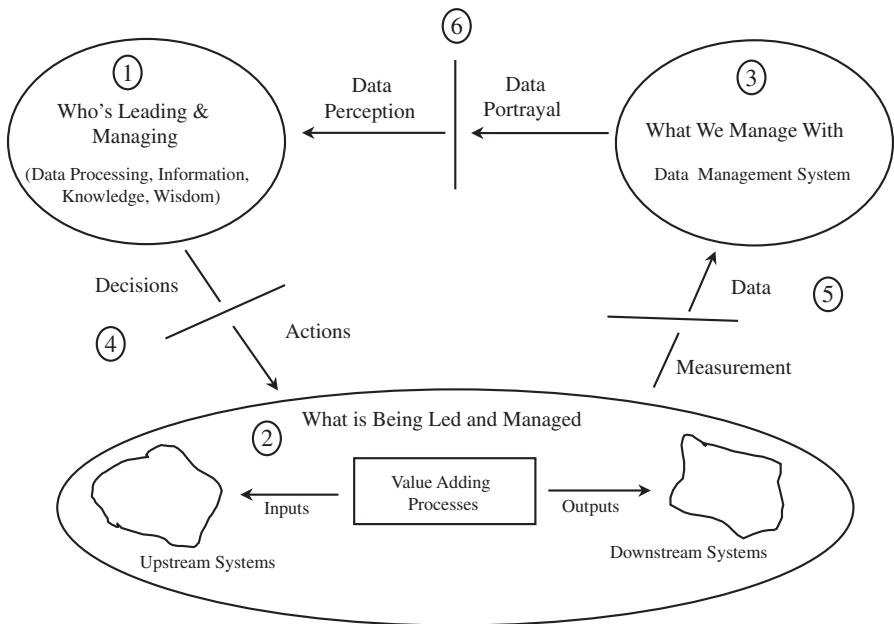 6
1
Who's Leading &
Managing
(Data Processing, Information,
Knowledge, Wisdom)
Data
Perception
Data
Portrayal
3
What We Manage With
Data Management System
Decisions
4
Actions
Data
5
Measurement
What is Being Led and Managed
2
Value Adding
Processes
Inputs
Outputs
Upstream Systems
Downstream Systems